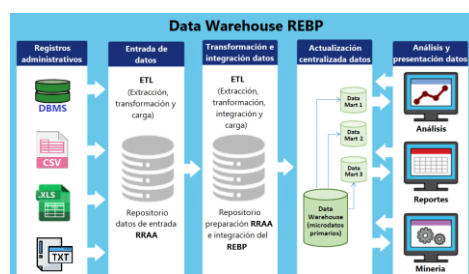 Data Warehouse REBP
Registros
administrativos
DBMS
CSV
.XLS
TXT
Entrada de
datos
ETL
(Extracción,
transformación y
carga)
Repositorio
datos de entrada
RRAA
Transformación e
integración datos
ETL
(Extracción,
tranformación,
integración y
carga)
Repositorio
preparación RRAA
e integración del
REBP
Actualización
centralizada datos
Data
Mart 1
Data
Mart 2
Data
Mart 3
Data
Warehouse
(microdatos
primarios)
Análisis y
presentación datos
Análisis
Reportes
Mineria